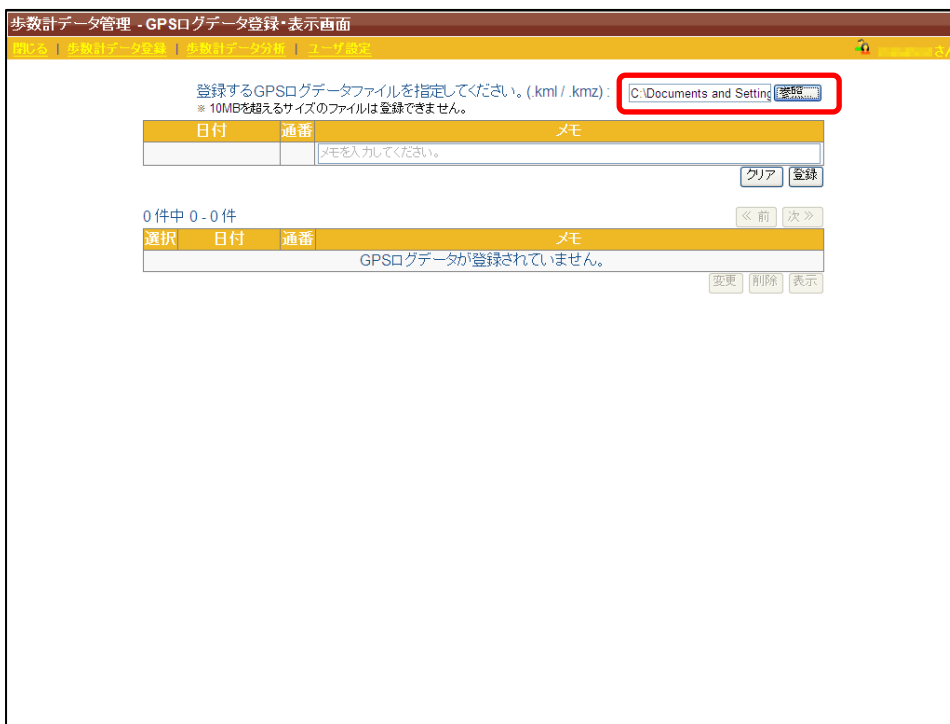 歩数計データ管理 - GPSログデータ登録・表示画面
閉じる | 歩数計データ登録 | 歩数計データ分析 | ユーザ設定 さん
登録するGPSログデータファイルを指定してください。(.kml / .kmz) : C:\Documents and Setting 参照...
※ 10MBを超えるサイズのファイルは登録できません。
日付 通番 メモ
メモを入力してください。
クリア 登録
0 件中 0 - 0 件 ≪ 前 次 ≫
選択 日付 通番 メモ
GPSログデータが登録されていません。
変更 削除 表示